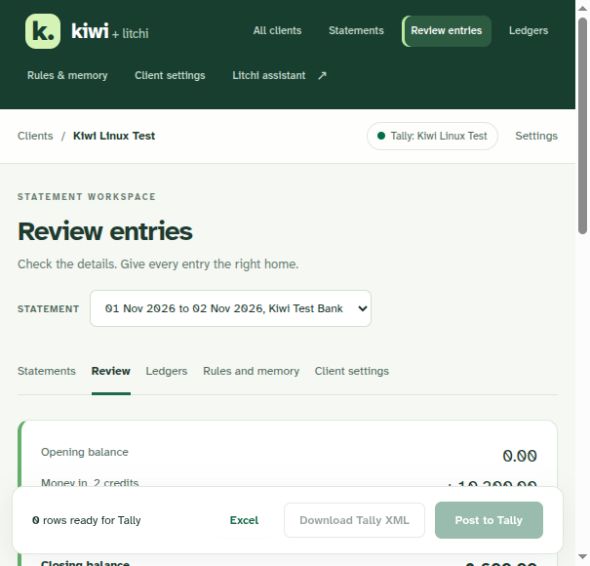 k. kiwi + litchi
All clients Statements Review entries Ledgers
Rules & memory Client settings Litchi assistant ↗
Clients / Kiwi Linux Test
Tally: Kiwi Linux Test Settings
STATEMENT WORKSPACE
Review entries
Check the details. Give every entry the right home.
STATEMENT 01 Nov 2026 to 02 Nov 2026, Kiwi Test Bank
Statements Review Ledgers Rules and memory Client settings
Opening balance 0.00
Money in, 2 credits
0 rows ready for Tally Excel Download Tally XML Post to Tally
Closing balance